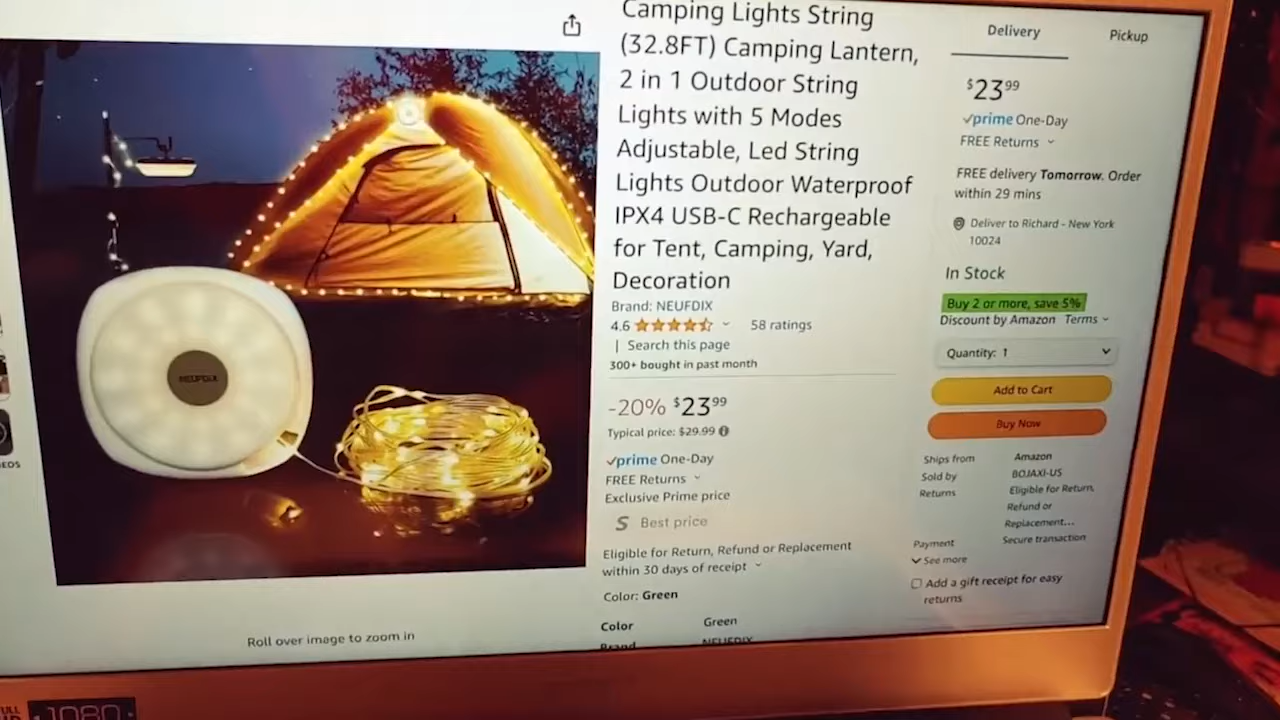 Camping Lights String
(32.8FT) Camping Lantern,
2 in 1 Outdoor String
Lights with 5 Modes
Adjustable, Led String
Lights Outdoor Waterproof
IPX4 USB-C Rechargeable
for Tent, Camping, Yard,
Decoration
Brand: NEUFDIX
4.6 58 ratings
| Search this page
300+ bought in past month
-20% $23 99
Typical price: $29.99
prime One-Day
FREE Returns
Exclusive Prime price
S Best price
Eligible for Return, Refund or Replacement
within 30 days of receipt
Color: Green
Color Green
Brand NEUFDIX
NEUFDIX
EDS
Roll over image to zoom in
Delivery Pickup
$23 99
prime One-Day
FREE Returns
FREE delivery Tomorrow. Order
within 29 mins
Deliver to Richard - New York
10024
In Stock
Buy 2 or more, save 5%
Discount by Amazon Terms
Quantity: 1
Add to Cart
Buy Now
Ships from Amazon
Sold by BOJAXI-US
Returns Eligible for Return,
Refund or
Replacement...
Payment Secure transaction
See more
Add a gift receipt for easy
returns
FULL
HD 1080